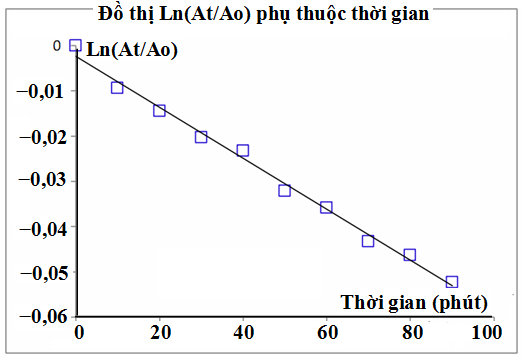 Đồ thị Ln(At/Ao) phụ thuộc thời gian
0
Ln(At/Ao)
−0,01
−0,02
−0,03
−0,04
−0,05
−0,06
Thời gian (phút)
0 20 40 60 80 100